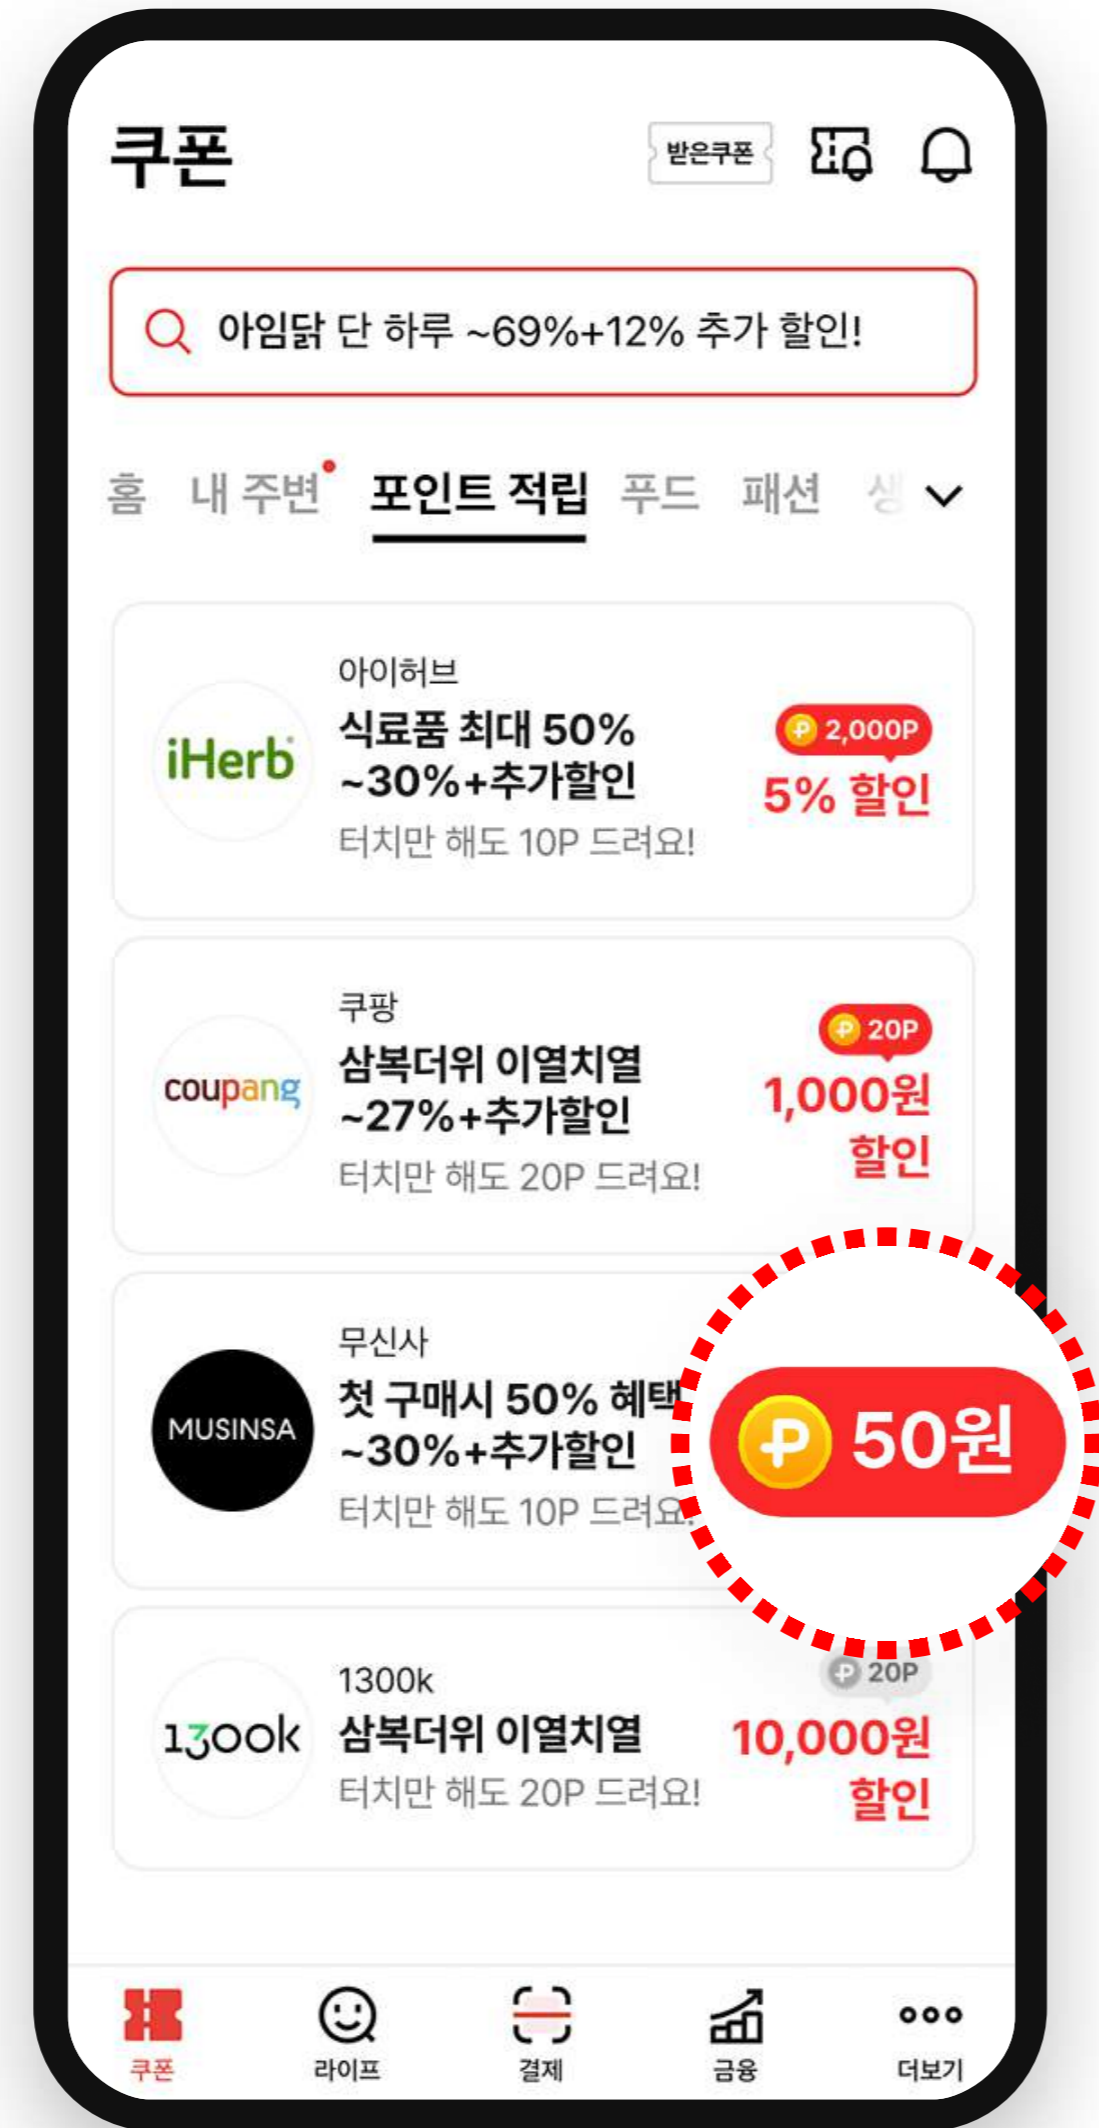 쿠폰
받은쿠폰
아임닭 단 하루 ~69%+12% 추가 할인!
홈 내 주변 포인트 적립 푸드 패션 생
iHerb
아이허브
식료품 최대 50%
~30%+추가할인
터치만 해도 10P 드려요!
2,000P
5% 할인
coupang
쿠팡
삼복더위 이열치열
~27%+추가할인
터치만 해도 20P 드려요!
20P
1,000원
할인
MUSINSA
무신사
첫 구매시 50% 혜택
~30%+추가할인
터치만 해도 10P 드려요!
50원
1300k
1300k
삼복더위 이열치열
터치만 해도 20P 드려요!
20P
10,000원
할인
쿠폰 라이프 결제 금융 더보기